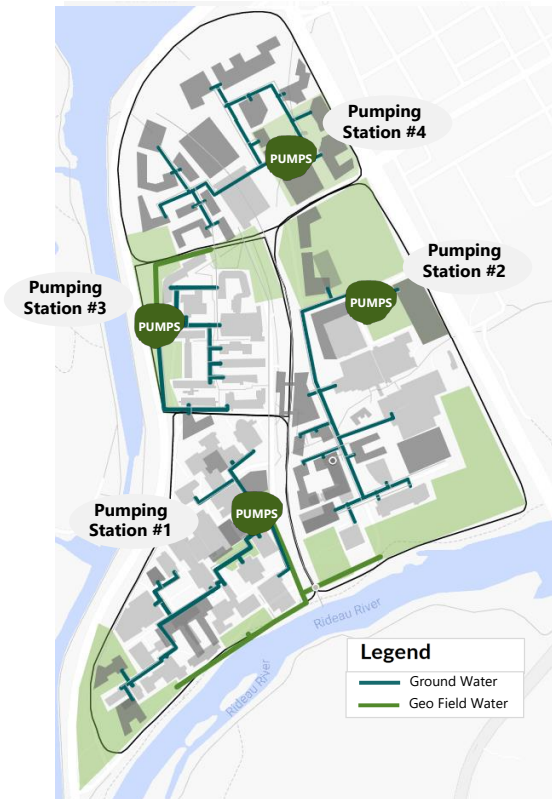 Pumping
Station #4
PUMPS
Pumping
Station #2
PUMPS
Pumping
Station #3
PUMPS
Pumping
Station #1
PUMPS
Rideau River
Rideau River
Legend
Ground Water
Geo Field Water